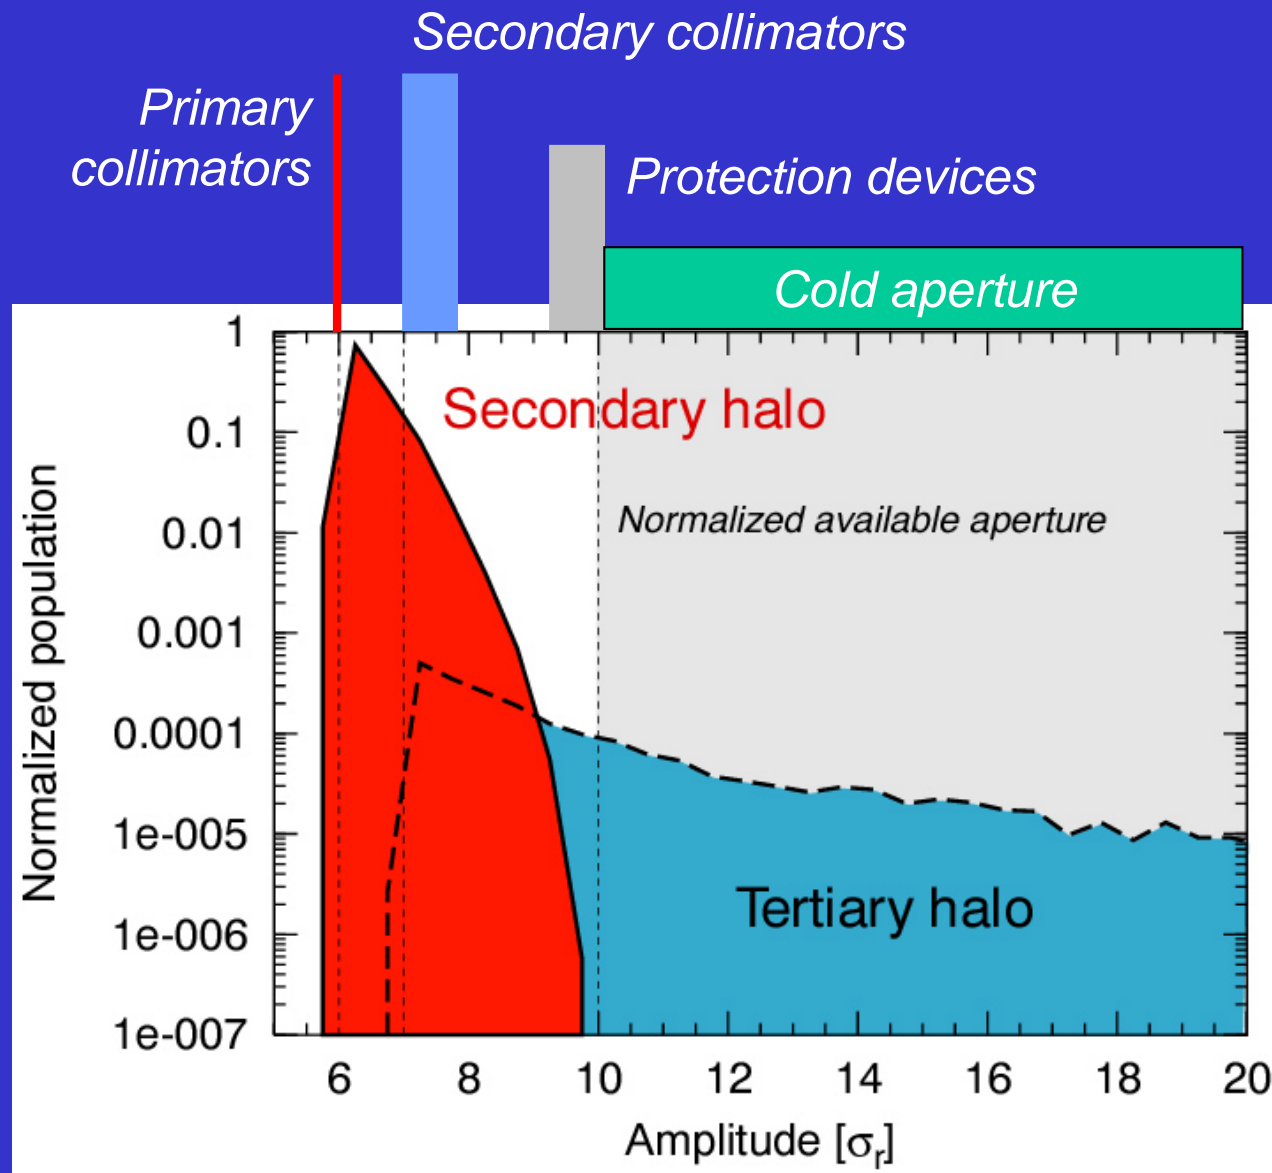 Secondary collimators
Primary
collimators
Protection devices
Cold aperture
1
0.1
0.01
0.001
0.0001
1e-005
1e-006
1e-007
Normalized population
Secondary halo
Normalized available aperture
Tertiary halo
6 8 10 12 14 16 18 20
Amplitude [σr]